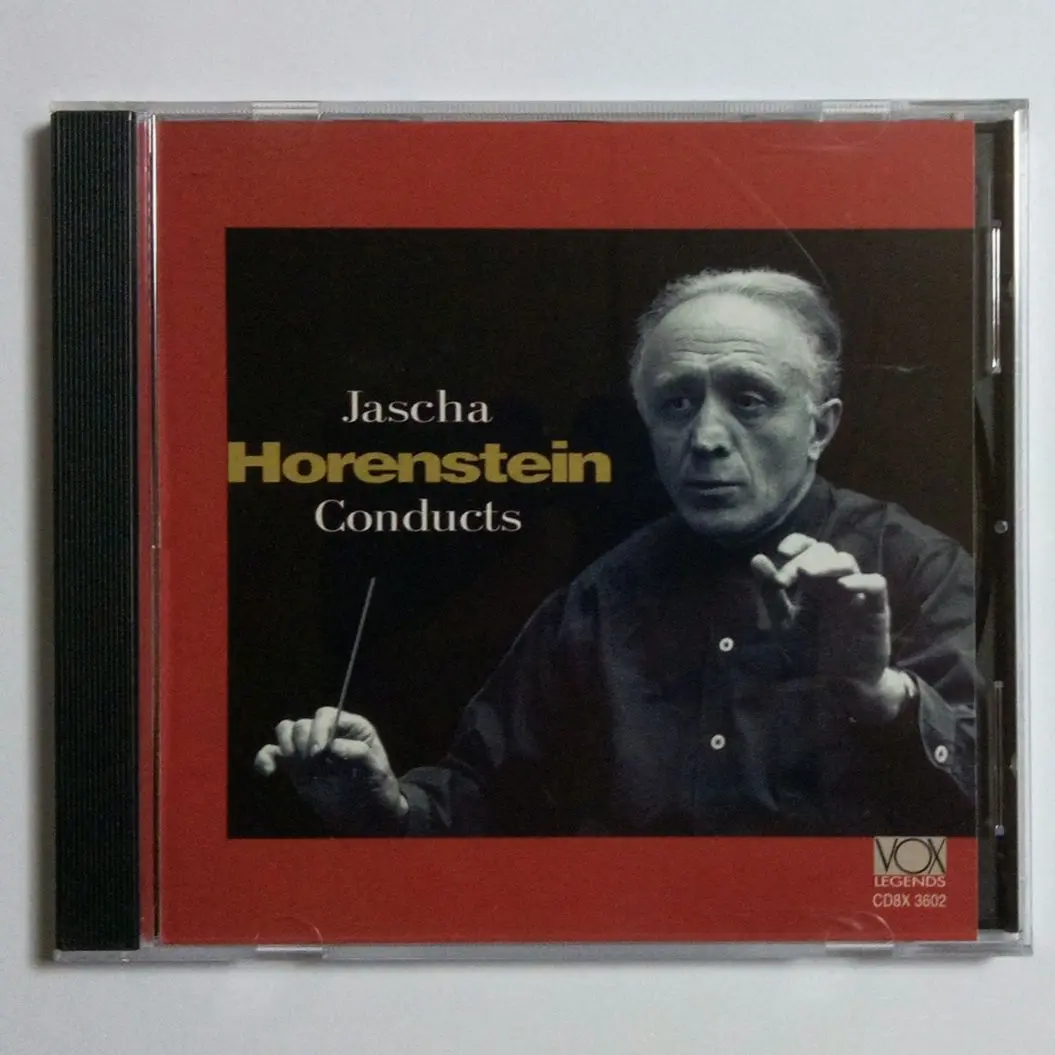 Jascha
Horenstein
Conducts
VOX
LEGENDS
CD8X 3602